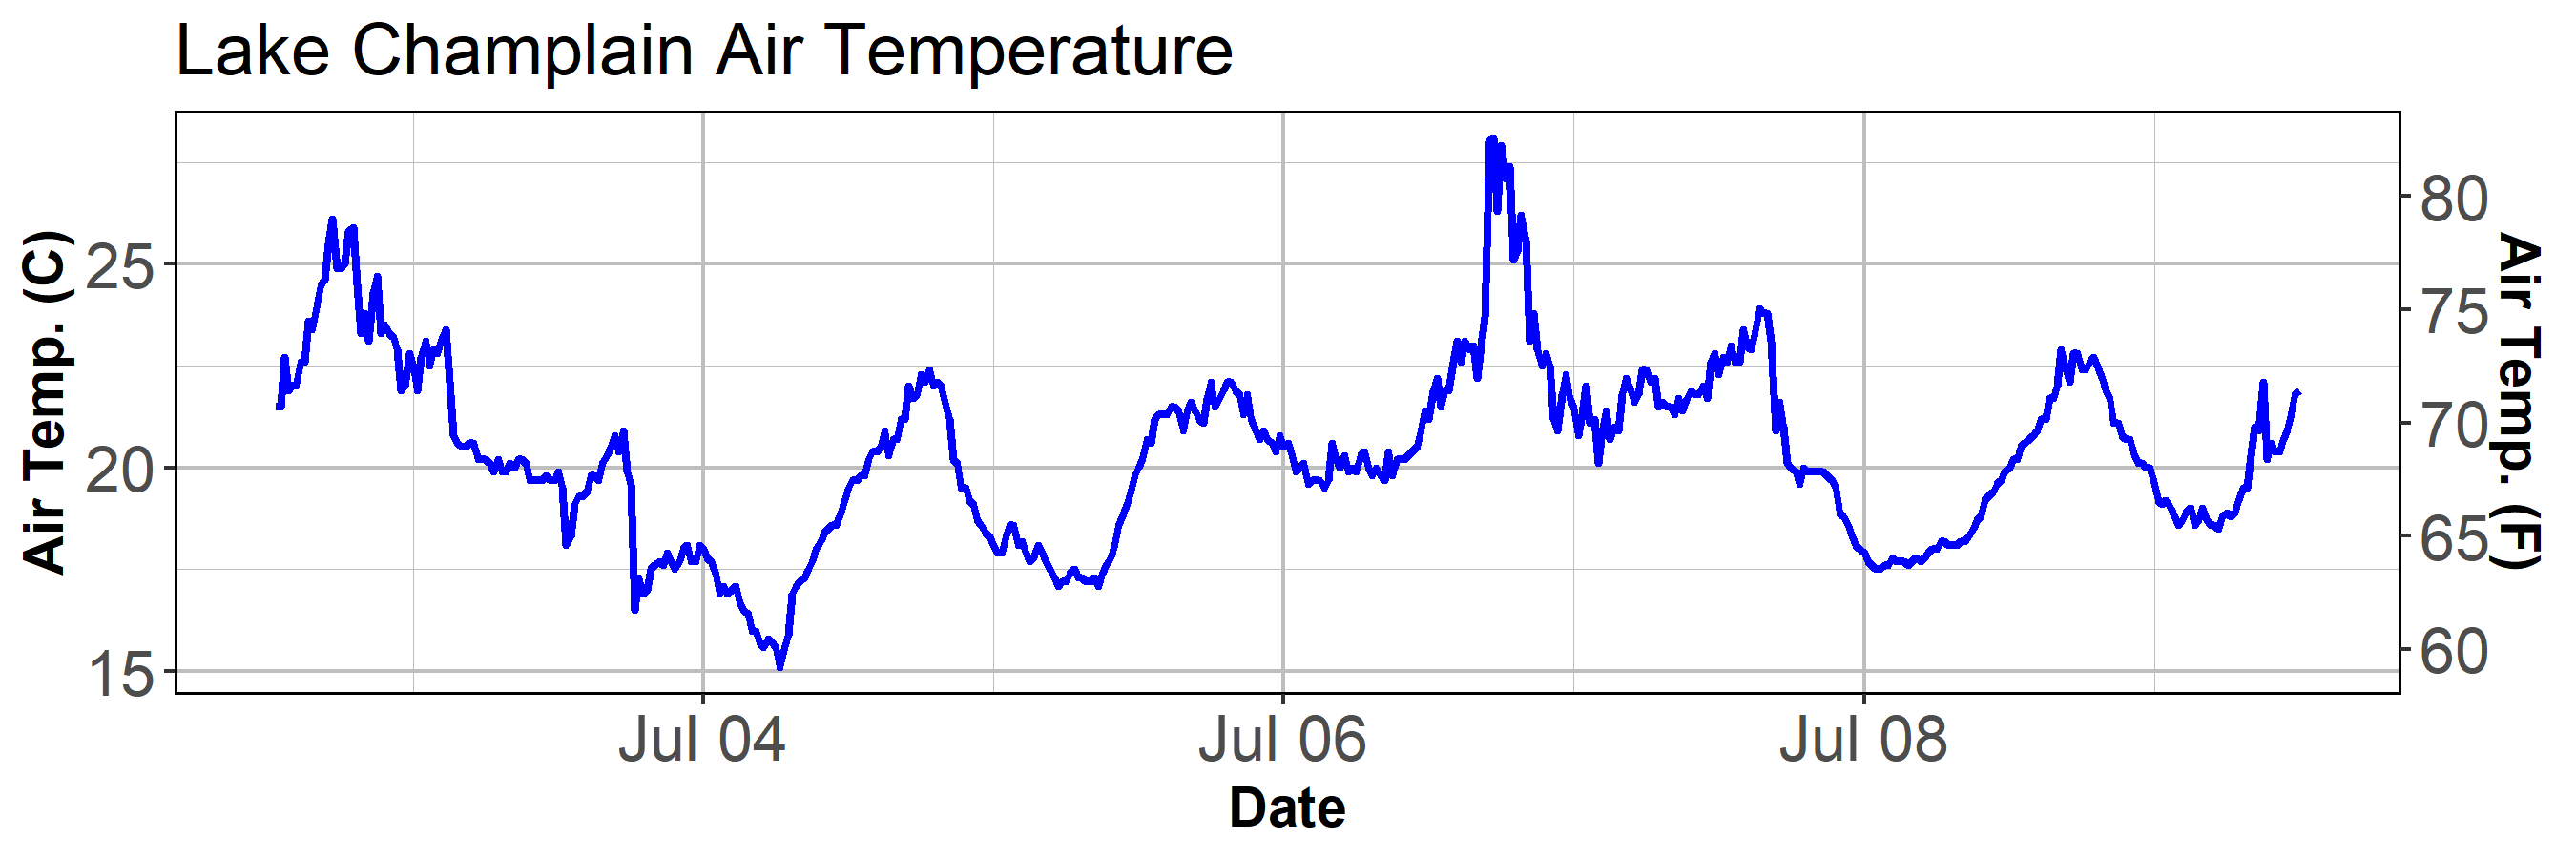 Lake Champlain Air Temperature
Air Temp. (C)
25
20
15
80
75
70
65
60
Air Temp. (F)
Jul 04
Jul 06
Jul 08
Date